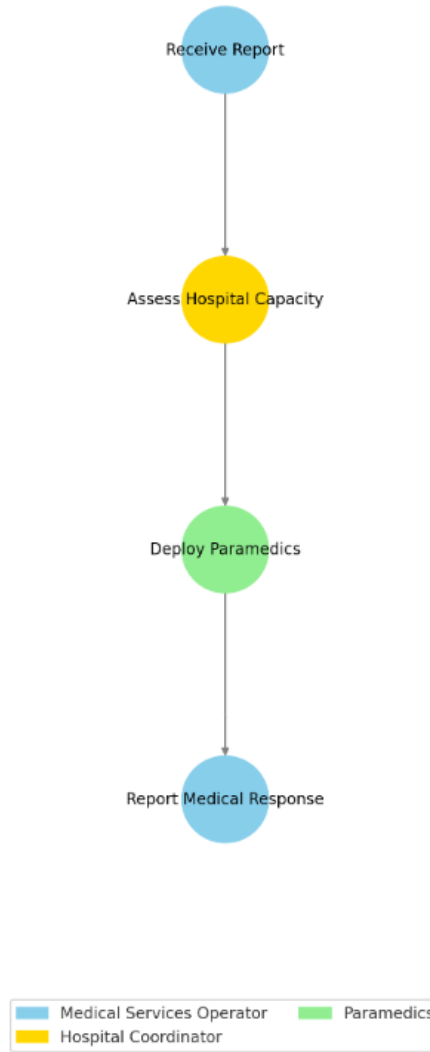 Receive Report
Assess Hospital Capacity
Deploy Paramedics
Report Medical Response
Medical Services Operator
Paramedics
Hospital Coordinator